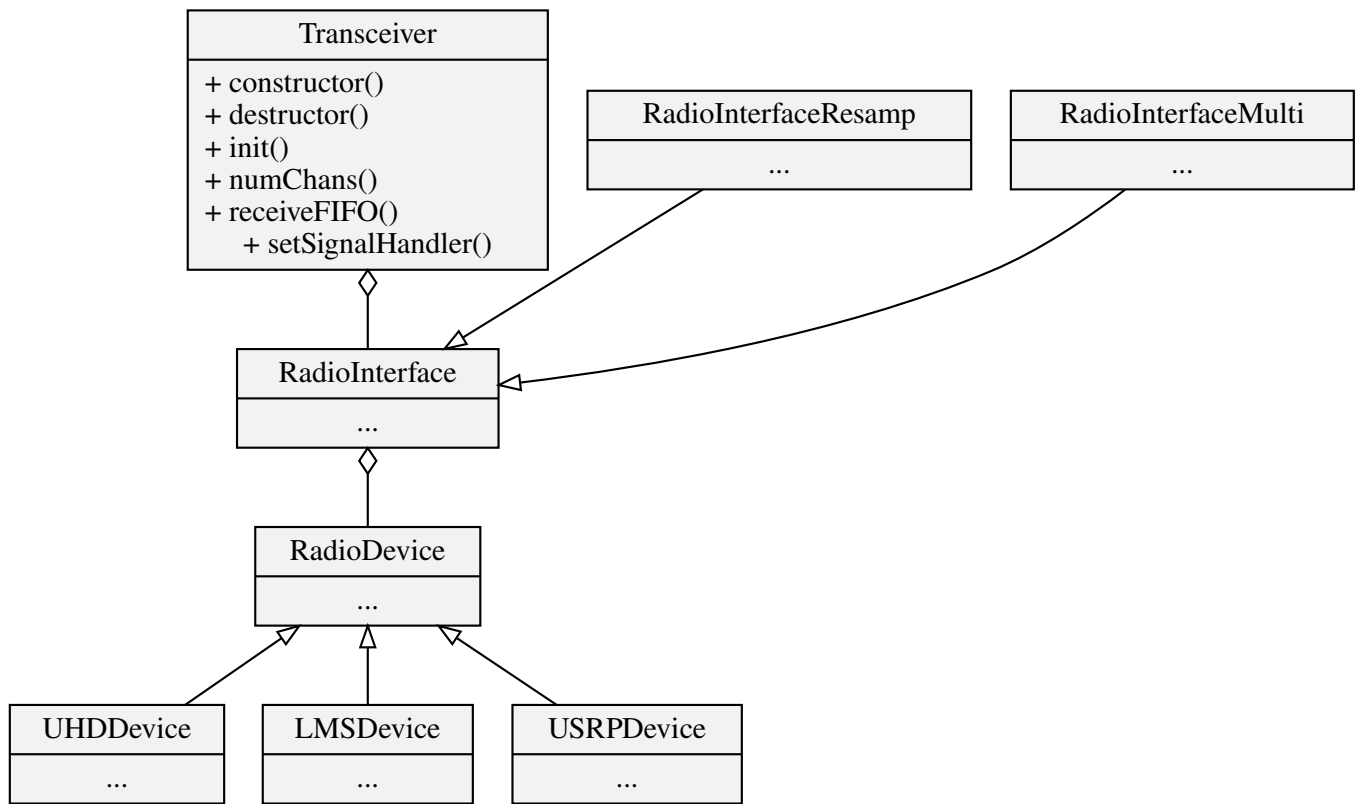 Transceiver
+ constructor()
+ destructor()
+ init()
+ numChans()
+ receiveFIFO()
+ setSignalHandler()
RadioInterfaceResamp
...
RadioInterfaceMulti
...
RadioInterface
...
RadioDevice
...
UHDDevice
...
LMSDevice
...
USRPDevice
...